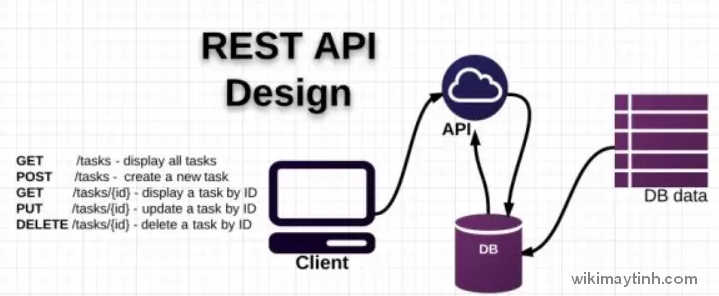 REST API
Design
API
GET /tasks - display all tasks
POST /tasks - create a new task
GET /tasks/{id} - display a task by ID
PUT /tasks/{id} - update a task by ID
DELETE /tasks/{id} - delete a task by ID
Client
DB
DB data
wikimaytinh.com